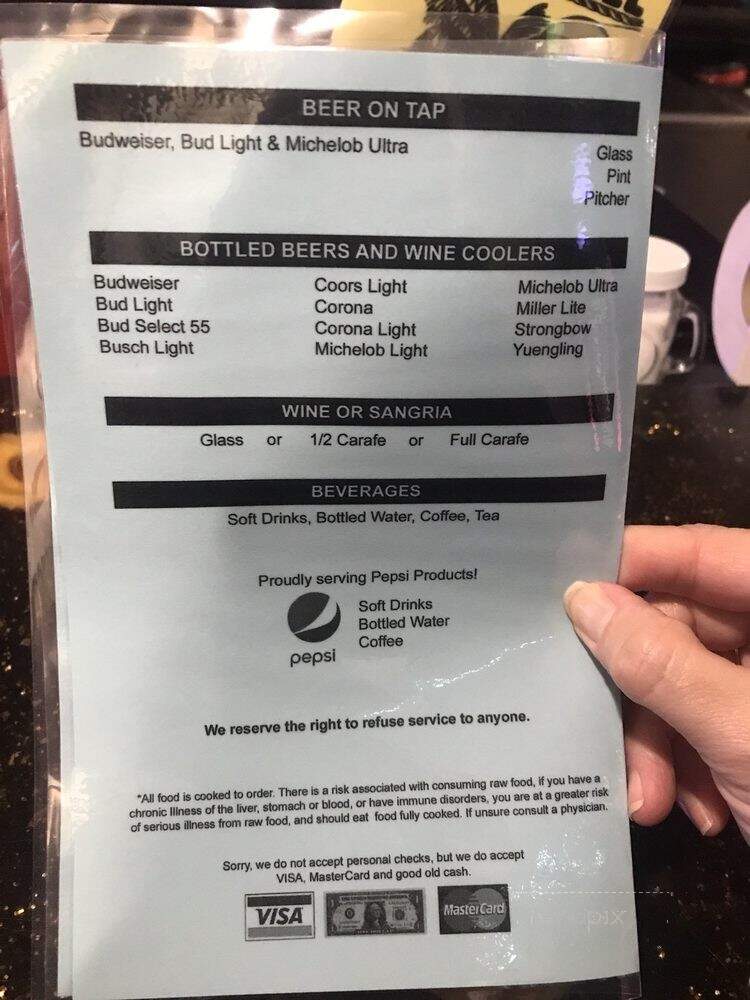 BEER ON TAP
Budweiser, Bud Light & Michelob Ultra
Glass
Pint
Pitcher
BOTTLED BEERS AND WINE COOLERS
Budweiser
Bud Light
Bud Select 55
Busch Light
Coors Light
Corona
Corona Light
Michelob Light
Michelob Ultra
Miller Lite
Strongbow
Yuengling
WINE OR SANGRIA
Glass or 1/2 Carafe or Full Carafe
BEVERAGES
Soft Drinks, Bottled Water, Coffee, Tea
Proudly serving Pepsi Products!
pepsi
Soft Drinks
Bottled Water
Coffee
We reserve the right to refuse service to anyone.
*All food is cooked to order. There is a risk associated with consuming raw food, if you have a
chronic Illness of the liver, stomach or blood, or have immune disorders, you are at a greater risk
of serious illness from raw food, and should eat food fully cooked. If unsure consult a physician.
Sorry, we do not accept personal checks, but we do accept
VISA, MasterCard and good old cash.
VISA
MasterCard